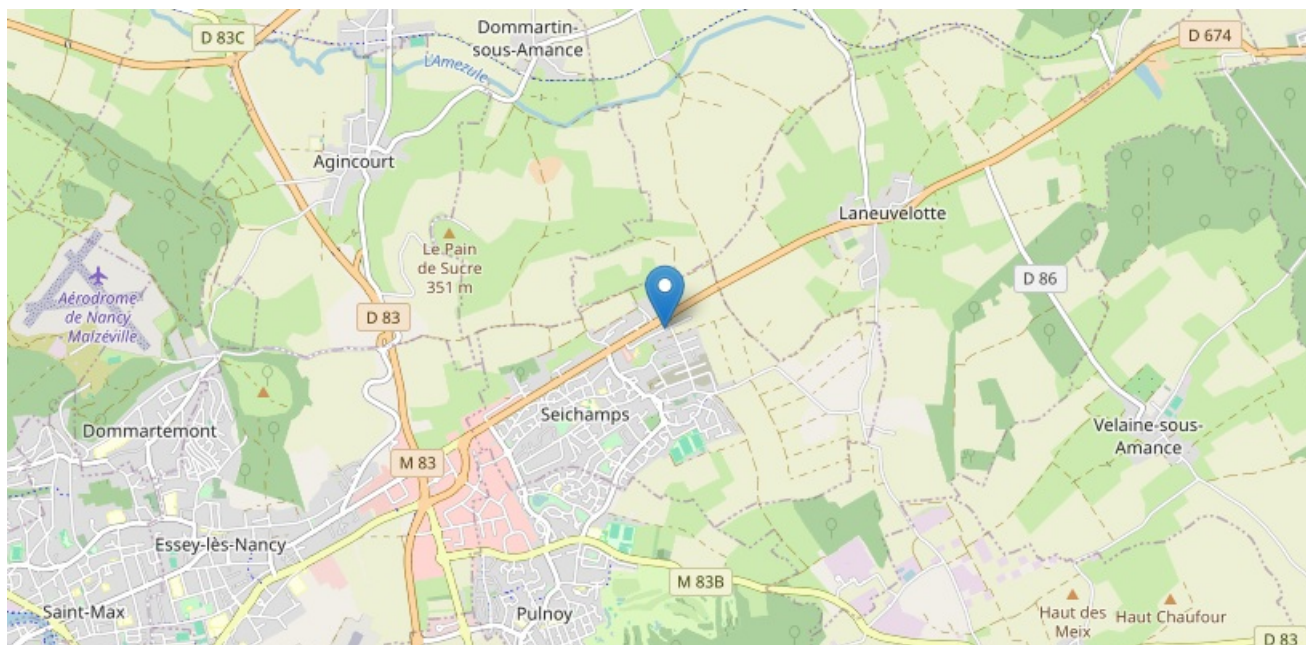 D 83C
Dommartin-
sous-Amance
D 674
L'Amezule
Agincourt
Laneuvelotte
Le Pain
de Sucre
351 m
D 86
Aérodrome
de Nancy
Malzéville
D 83
Seichamps
Dommartemont
Velaine-sous-
Amance
M 83
Essey-lès-Nancy
M 83B
Saint-Max
Pulnoy
Haut des
Meix
Haut Chaufour
D 83